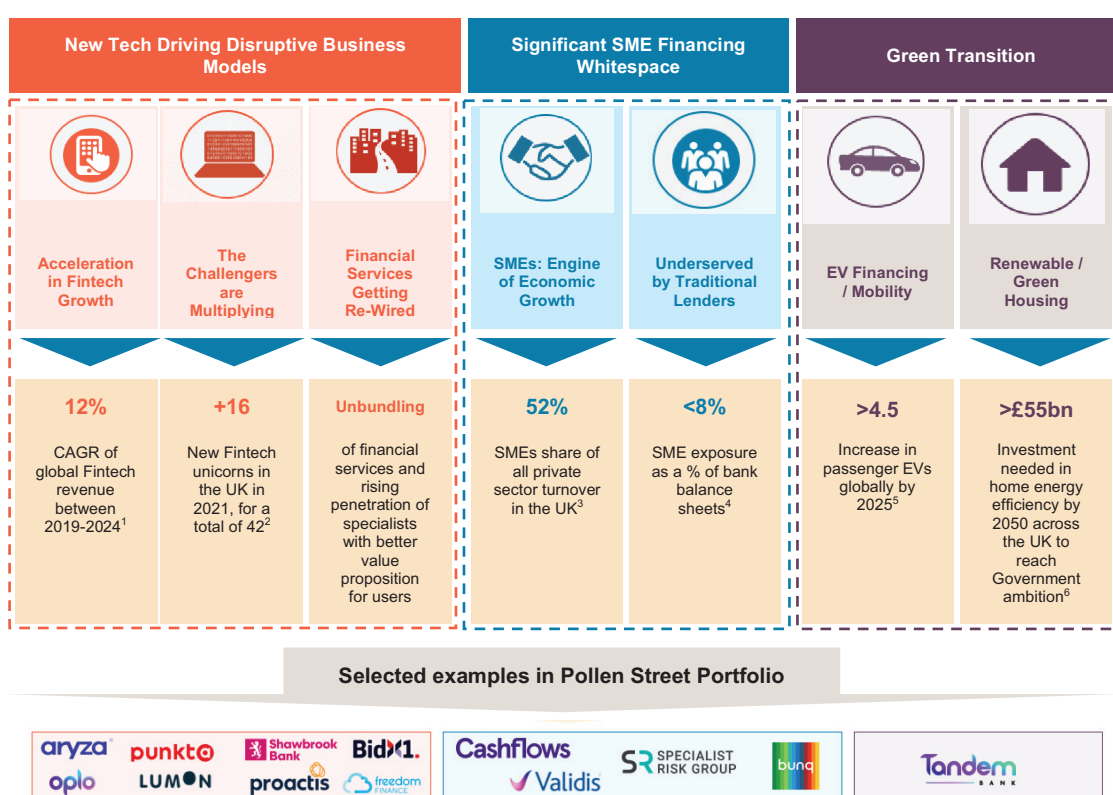 New Tech Driving Disruptive Business
Models
Significant SME Financing
Whitespace
Green Transition
Acceleration
in Fintech
Growth
The
Challengers
are
Multiplying
Financial
Services
Getting
Re-Wired
SMEs: Engine
of Economic
Growth
Underserved
by Traditional
Lenders
EV Financing
/ Mobility
Renewable /
Green
Housing
12%
CAGR of
global Fintech
revenue
between
2019-2024¹
+16
New Fintech
unicorns in
the UK in
2021, for a
total of 42²
Unbundling
of financial
services and
rising
penetration of
specialists
with better
value
proposition
for users
52%
SMEs share of
all private
sector turnover
in the UK³
<8%
SME exposure
as a % of bank
balance
sheets⁴
>4.5
Increase in
passenger EVs
globally by
2025⁵
>£55bn
Investment
needed in
home energy
efficiency by
2050 across
the UK to
reach
Government
ambition⁶
Selected examples in Pollen Street Portfolio
aryza
punkta
Shawbrook
Bank
BidX1.
oplo
LUMON
proactis
freedom
FINANCE
Cashflows
Validis
SR SPECIALIST
RISK GROUP
bunq
Tandem
BANK